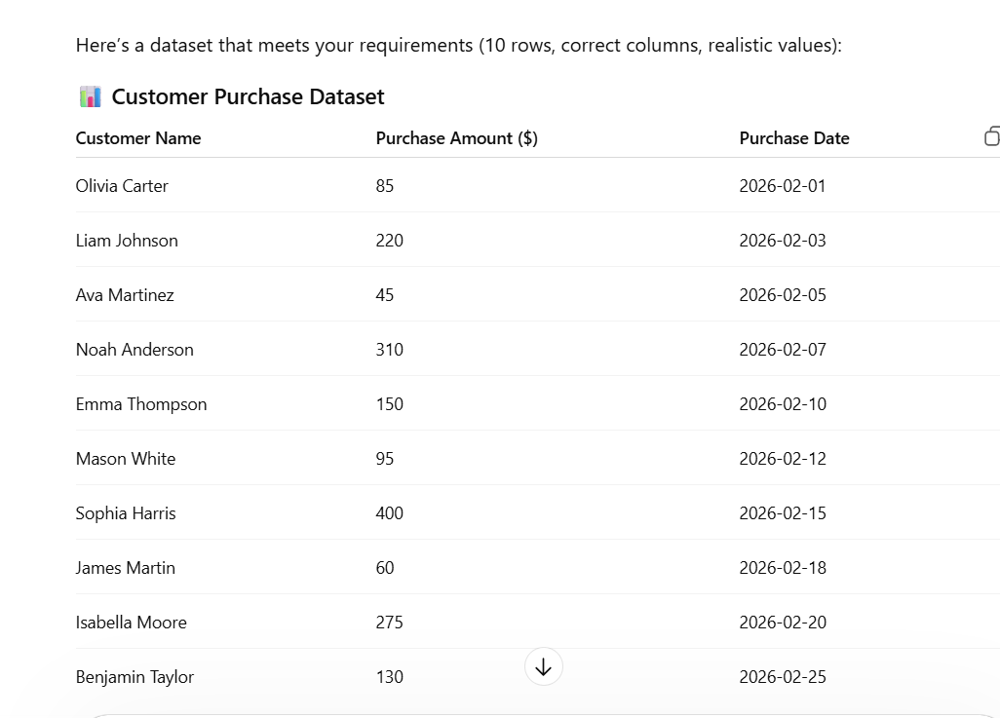 Here’s a dataset that meets your requirements (10 rows, correct columns, realistic values):
📊 Customer Purchase Dataset
Customer Name Purchase Amount ($) Purchase Date
Olivia Carter 85 2026-02-01
Liam Johnson 220 2026-02-03
Ava Martinez 45 2026-02-05
Noah Anderson 310 2026-02-07
Emma Thompson 150 2026-02-10
Mason White 95 2026-02-12
Sophia Harris 400 2026-02-15
James Martin 60 2026-02-18
Isabella Moore 275 2026-02-20
Benjamin Taylor 130 2026-02-25